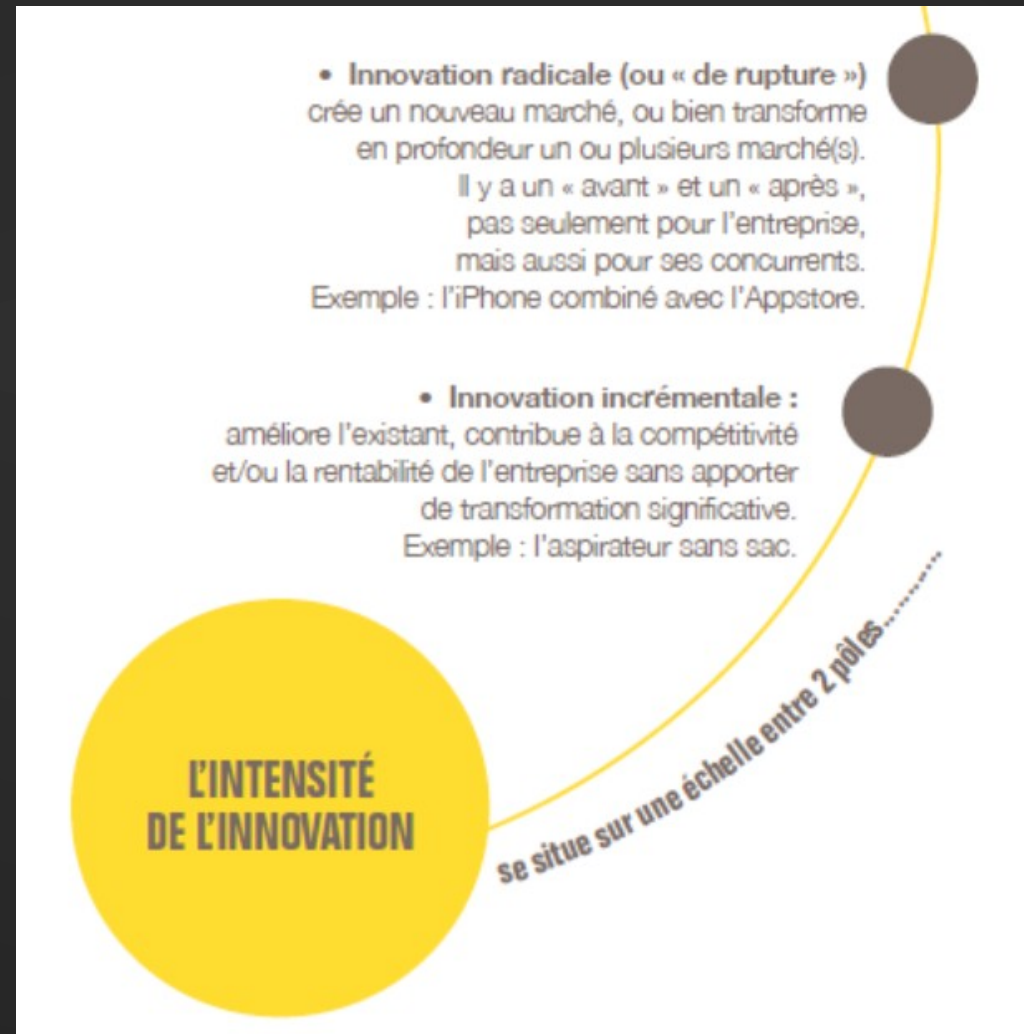 • Innovation radicale (ou « de rupture »)
crée un nouveau marché, ou bien transforme
en profondeur un ou plusieurs marché(s).
Il y a un « avant » et un « après »,
pas seulement pour l'entreprise,
mais aussi pour ses concurrents.
Exemple : l'iPhone combiné avec l'Appstore.
• Innovation incrémentale :
améliore l'existant, contribue à la compétitivité
et/ou la rentabilité de l'entreprise sans apporter
de transformation significative.
Exemple : l'aspirateur sans sac.
L'INTENSITÉ
DE L'INNOVATION
se situe sur une échelle entre 2 pôles..........